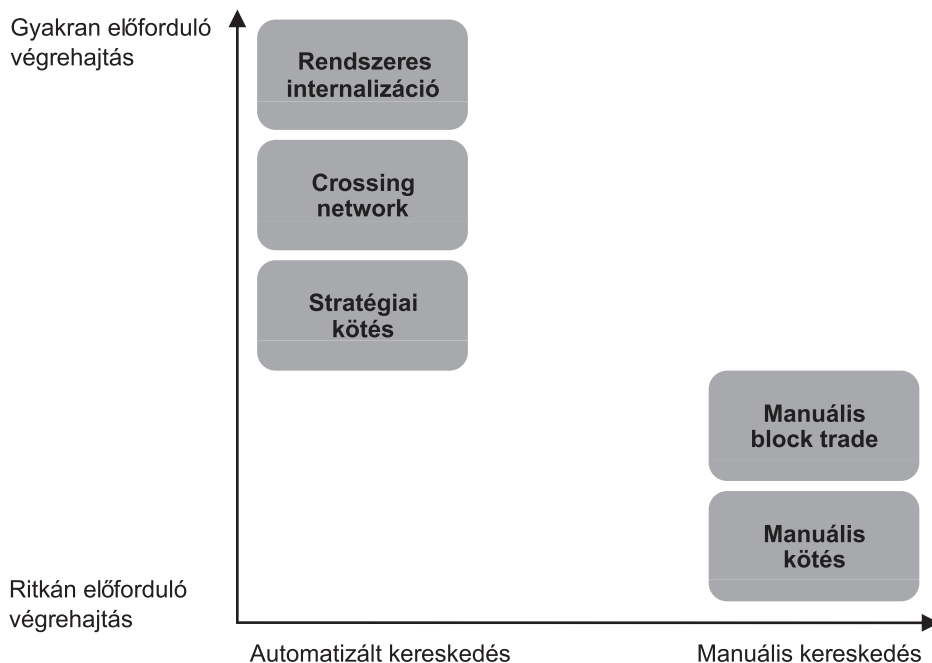 Gyakran előforduló
végrehajtás
Rendszeres
internalizáció
Crossing
network
Stratégiai
kötés
Manuális
block trade
Manuális
kötés
Ritkán előforduló
végrehajtás
Automatizált kereskedés
Manuális kereskedés